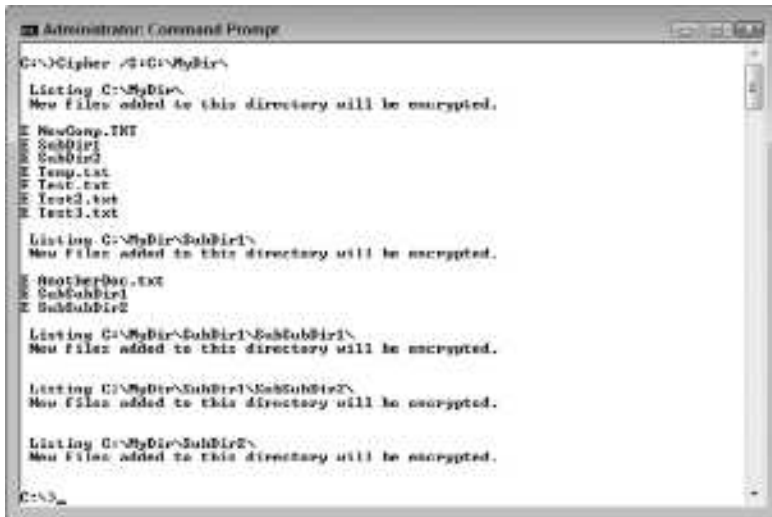 Administrator: Command Prompt
C:\>Cipher /S:C:\MyDir\
Listing C:\MyDir\
New files added to this directory will be encrypted.
E NewComp.TXT
E SubDir1
E SubDir2
E Temp.txt
E Test.txt
E Test2.txt
E Test3.txt
Listing C:\MyDir\SubDir1\
New files added to this directory will be encrypted.
E AnotherDoc.txt
E SubSubDir1
E SubSubDir2
Listing C:\MyDir\SubDir1\SubSubDir1\
New files added to this directory will be encrypted.
Listing C:\MyDir\SubDir1\SubSubDir2\
New files added to this directory will be encrypted.
Listing C:\MyDir\SubDir2\
New files added to this directory will be encrypted.
C:\>_